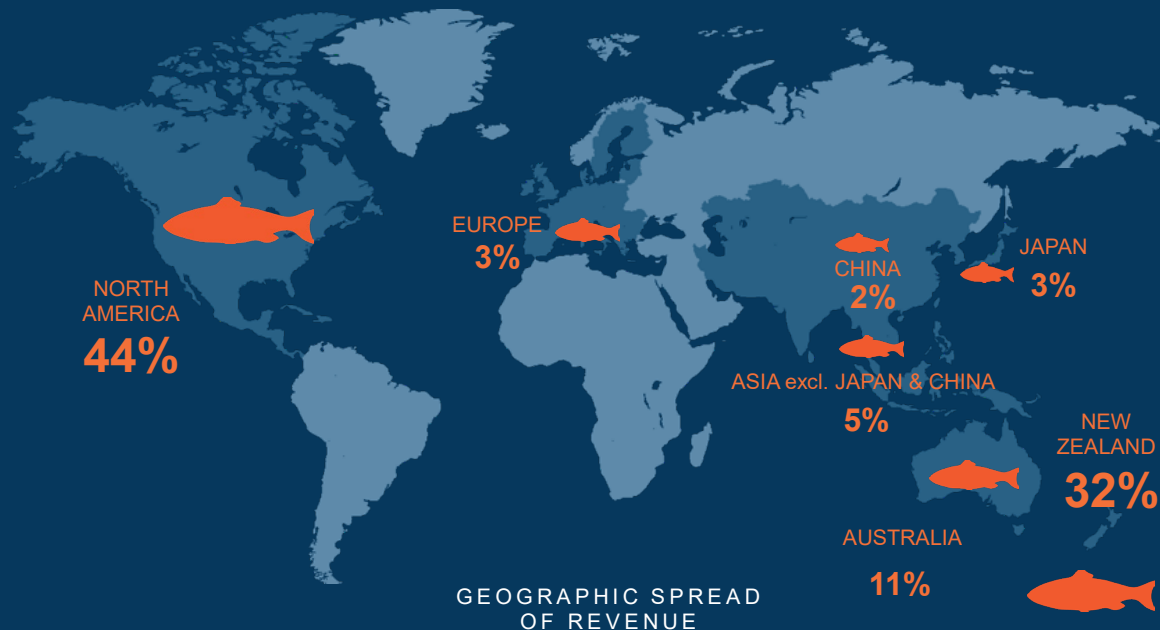 NORTH
AMERICA
44%
EUROPE
3%
CHINA
2%
JAPAN
3%
ASIA excl. JAPAN & CHINA
5%
NEW
ZEALAND
32%
AUSTRALIA
11%
GEOGRAPHIC SPREAD
OF REVENUE